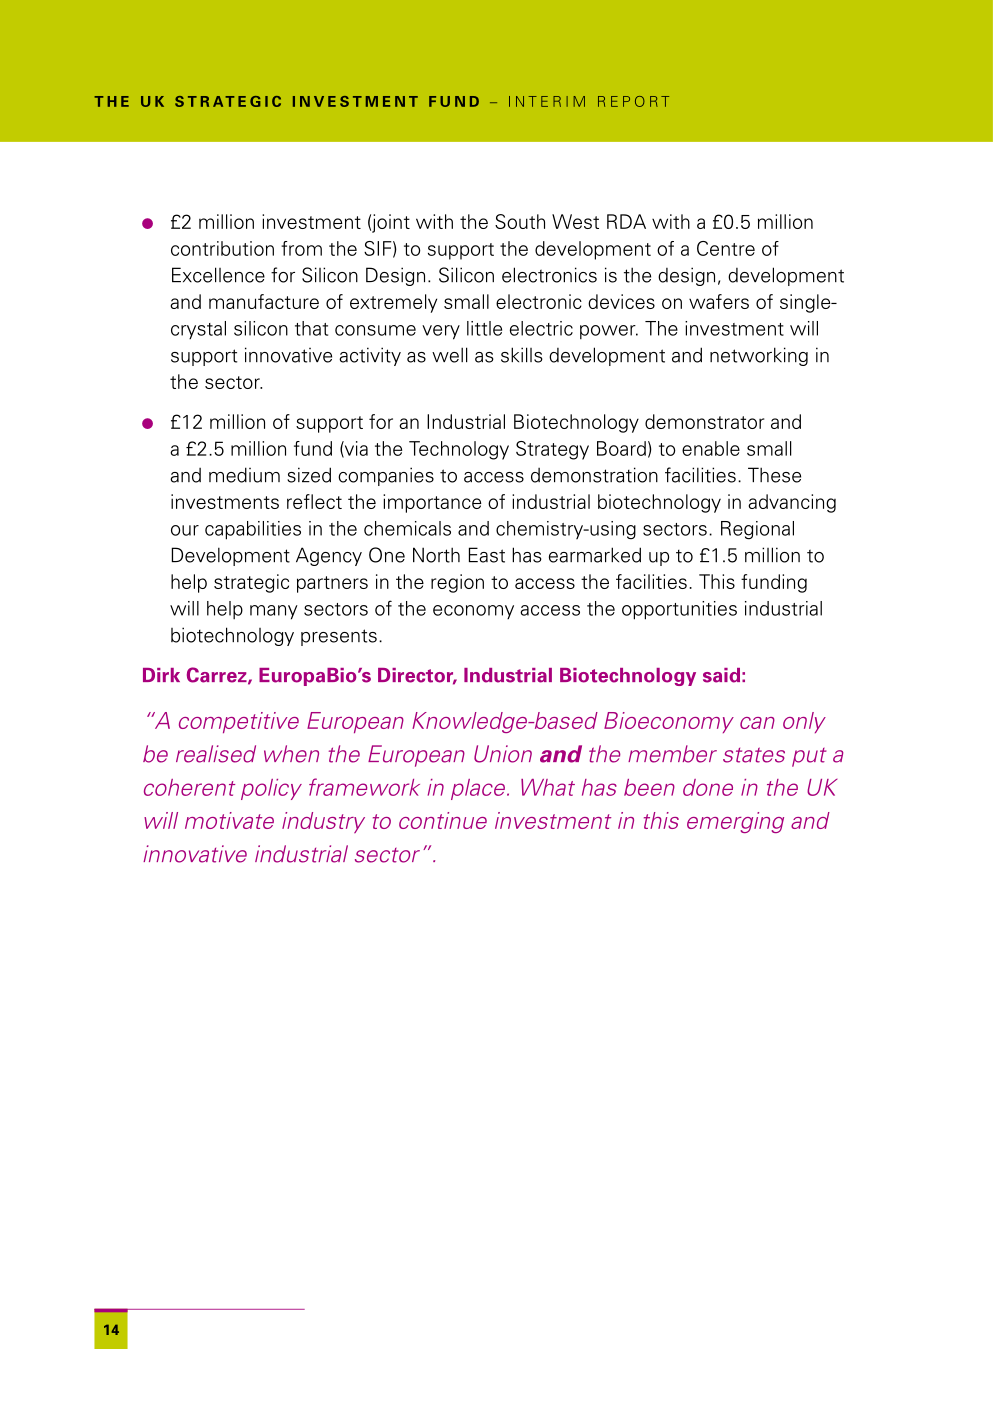 THE UK STRATEGIC INVESTMENT FUND – INTERIM REPORT
● £2 million investment (joint with the South West RDA with a £0.5 million
contribution from the SIF) to support the development of a Centre of
Excellence for Silicon Design. Silicon electronics is the design, development
and manufacture of extremely small electronic devices on wafers of single-
crystal silicon that consume very little electric power. The investment will
support innovative activity as well as skills development and networking in
the sector.
● £12 million of support for an Industrial Biotechnology demonstrator and
a £2.5 million fund (via the Technology Strategy Board) to enable small
and medium sized companies to access demonstration facilities. These
investments reflect the importance of industrial biotechnology in advancing
our capabilities in the chemicals and chemistry-using sectors. Regional
Development Agency One North East has earmarked up to £1.5 million to
help strategic partners in the region to access the facilities. This funding
will help many sectors of the economy access the opportunities industrial
biotechnology presents.
Dirk Carrez, EuropaBio’s Director, Industrial Biotechnology said:
“A competitive European Knowledge-based Bioeconomy can only
be realised when the European Union and the member states put a
coherent policy framework in place. What has been done in the UK
will motivate industry to continue investment in this emerging and
innovative industrial sector”.
14